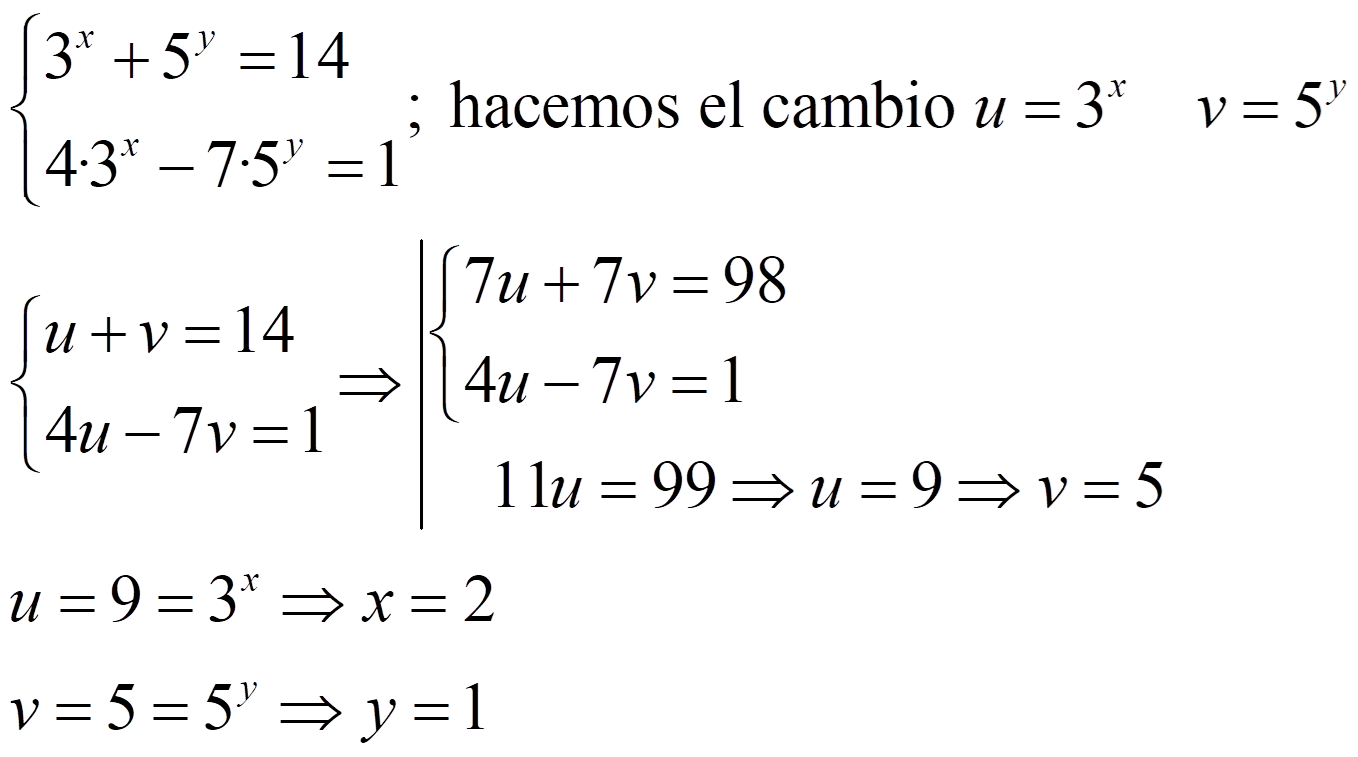 3^x + 5^y = 14
4·3^x − 7·5^y = 1
; hacemos el cambio u = 3^x v = 5^y
u + v = 14
4u − 7v = 1
⇒
7u + 7v = 98
4u − 7v = 1
11u = 99 ⇒ u = 9 ⇒ v = 5
u = 9 = 3^x ⇒ x = 2
v = 5 = 5^y ⇒ y = 1